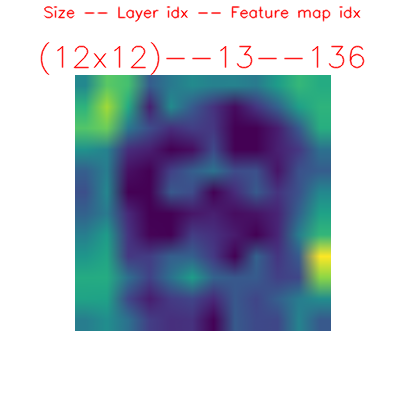 Size -- Layer idx -- Feature map idx
(12x12)--13--136